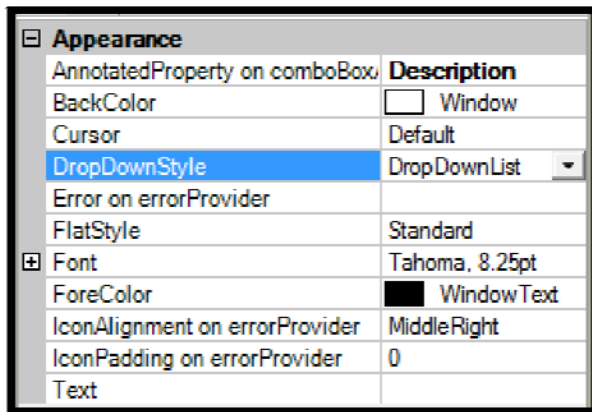 Appearance
AnnotatedProperty on comboBox Description
BackColor Window
Cursor Default
DropDownStyle DropDownList
Error on errorProvider
FlatStyle Standard
Font Tahoma, 8.25pt
ForeColor WindowText
IconAlignment on errorProvider MiddleRight
IconPadding on errorProvider 0
Text